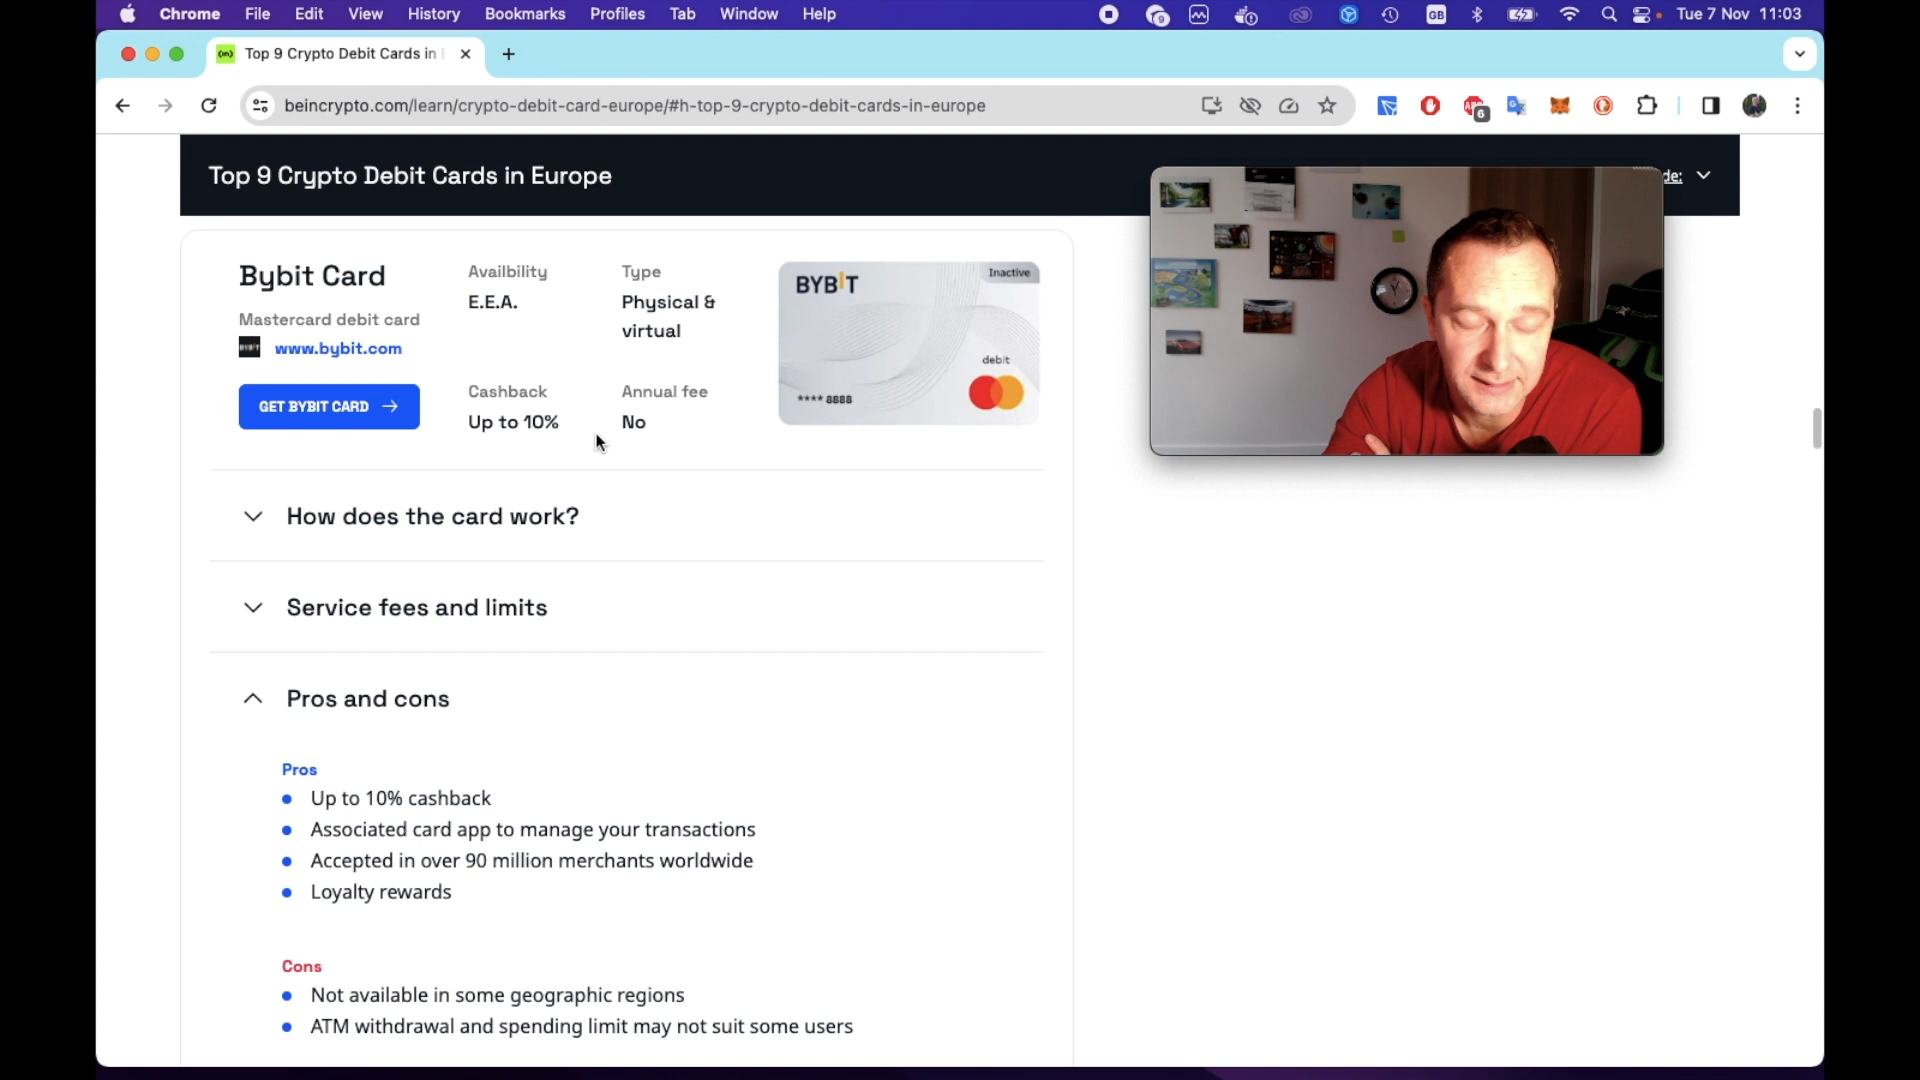 Chrome File Edit View History Bookmarks Profiles Tab Window Help 9 GB Tue 7 Nov 11:03
Top 9 Crypto Debit Cards in
beincrypto.com/learn/crypto-debit-card-europe/#h-top-9-crypto-debit-cards-in-europe ABP 6
Top 9 Crypto Debit Cards in Europe
de:
Bybit Card
Mastercard debit card
www.bybit.com
GET BYBIT CARD
Availbility
E.E.A.
Type
Physical &
virtual
Cashback
Up to 10%
Annual fee
No
BYBIT
Inactive
debit
**** 8888
How does the card work?
Service fees and limits
Pros and cons
Pros
Up to 10% cashback
Associated card app to manage your transactions
Accepted in over 90 million merchants worldwide
Loyalty rewards
Cons
Not available in some geographic regions
ATM withdrawal and spending limit may not suit some users